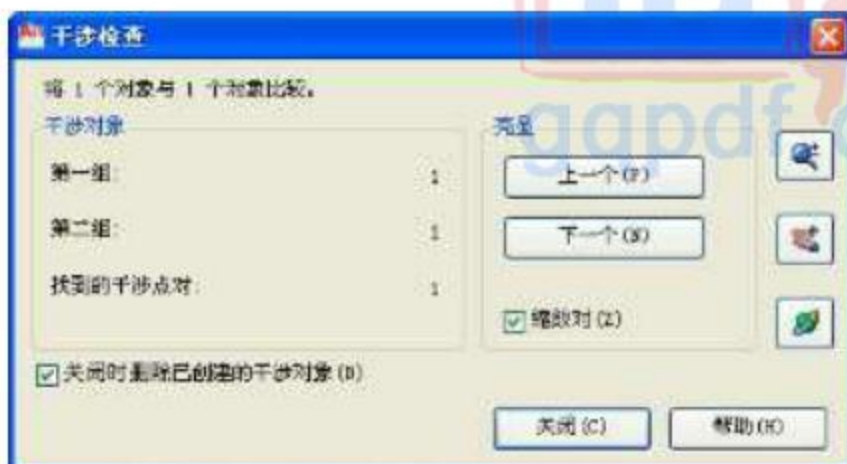 干涉检查
将 1 个对象与 1 个对象比较。
干涉对象
第一组: 1
第二组: 1
找到的干涉点对: 1
亮显
上一个(P)
下一个(N)
缩放对(Z)
关闭时删除已创建的干涉对象(D)
关闭(C)
帮助(H)